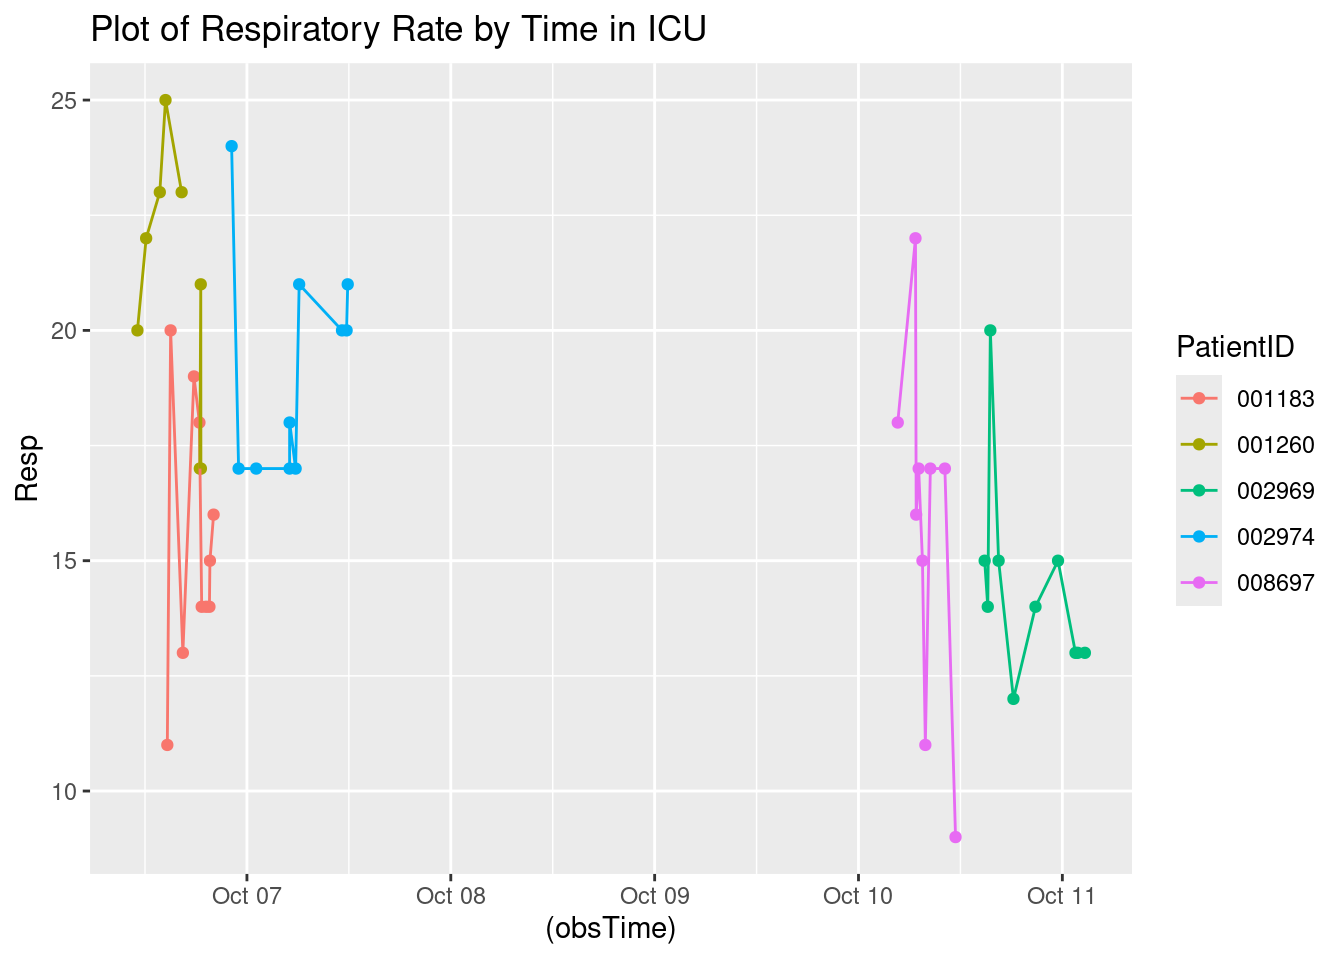 Plot of Respiratory Rate by Time in ICU
25
20
15
10
Resp
Oct 07
Oct 08
Oct 09
Oct 10
Oct 11
(obsTime)
PatientID
001183
001260
002969
002974
008697